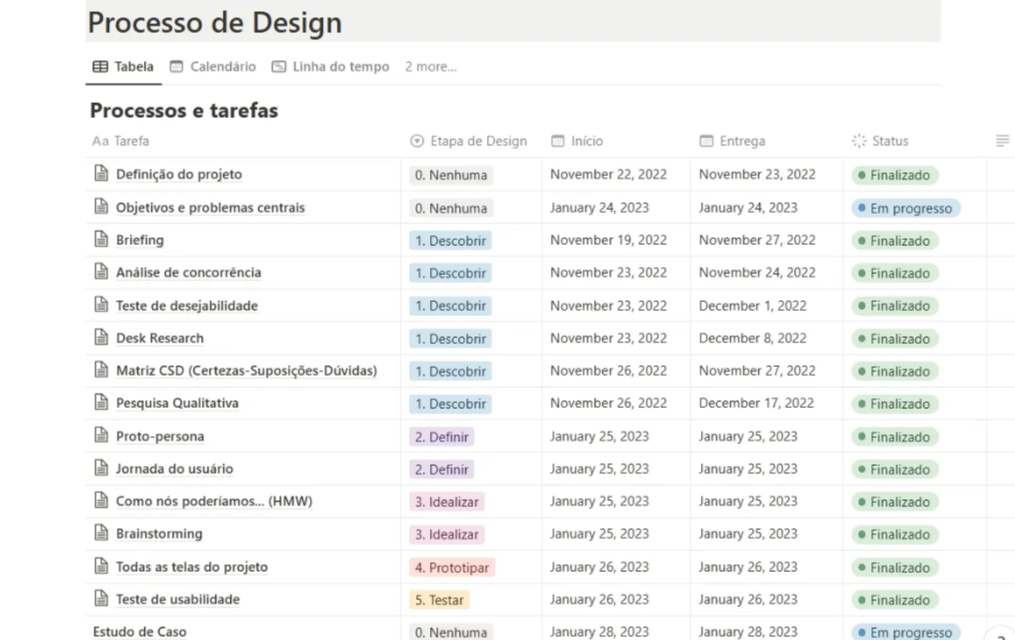 Processo de Design
Tabela Calendário Linha do tempo 2 more...
Processos e tarefas
Aa Tarefa Etapa de Design Início Entrega Status
Definição do projeto 0. Nenhuma November 22, 2022 November 23, 2022 Finalizado
Objetivos e problemas centrais 0. Nenhuma January 24, 2023 January 24, 2023 Em progresso
Briefing 1. Descobrir November 19, 2022 November 27, 2022 Finalizado
Análise de concorrência 1. Descobrir November 23, 2022 November 24, 2022 Finalizado
Teste de desejabilidade 1. Descobrir November 23, 2022 December 1, 2022 Finalizado
Desk Research 1. Descobrir November 23, 2022 December 8, 2022 Finalizado
Matriz CSD (Certezas-Suposições-Dúvidas) 1. Descobrir November 26, 2022 November 27, 2022 Finalizado
Pesquisa Qualitativa 1. Descobrir November 26, 2022 December 17, 2022 Finalizado
Proto-persona 2. Definir January 25, 2023 January 25, 2023 Finalizado
Jornada do usuário 2. Definir January 25, 2023 January 25, 2023 Finalizado
Como nós poderíamos... (HMW) 3. Idealizar January 25, 2023 January 25, 2023 Finalizado
Brainstorming 3. Idealizar January 25, 2023 January 25, 2023 Finalizado
Todas as telas do projeto 4. Prototipar January 26, 2023 January 26, 2023 Finalizado
Teste de usabilidade 5. Testar January 26, 2023 January 26, 2023 Finalizado
Estudo de Caso 0. Nenhuma January 28, 2023 January 28, 2023 Em progresso